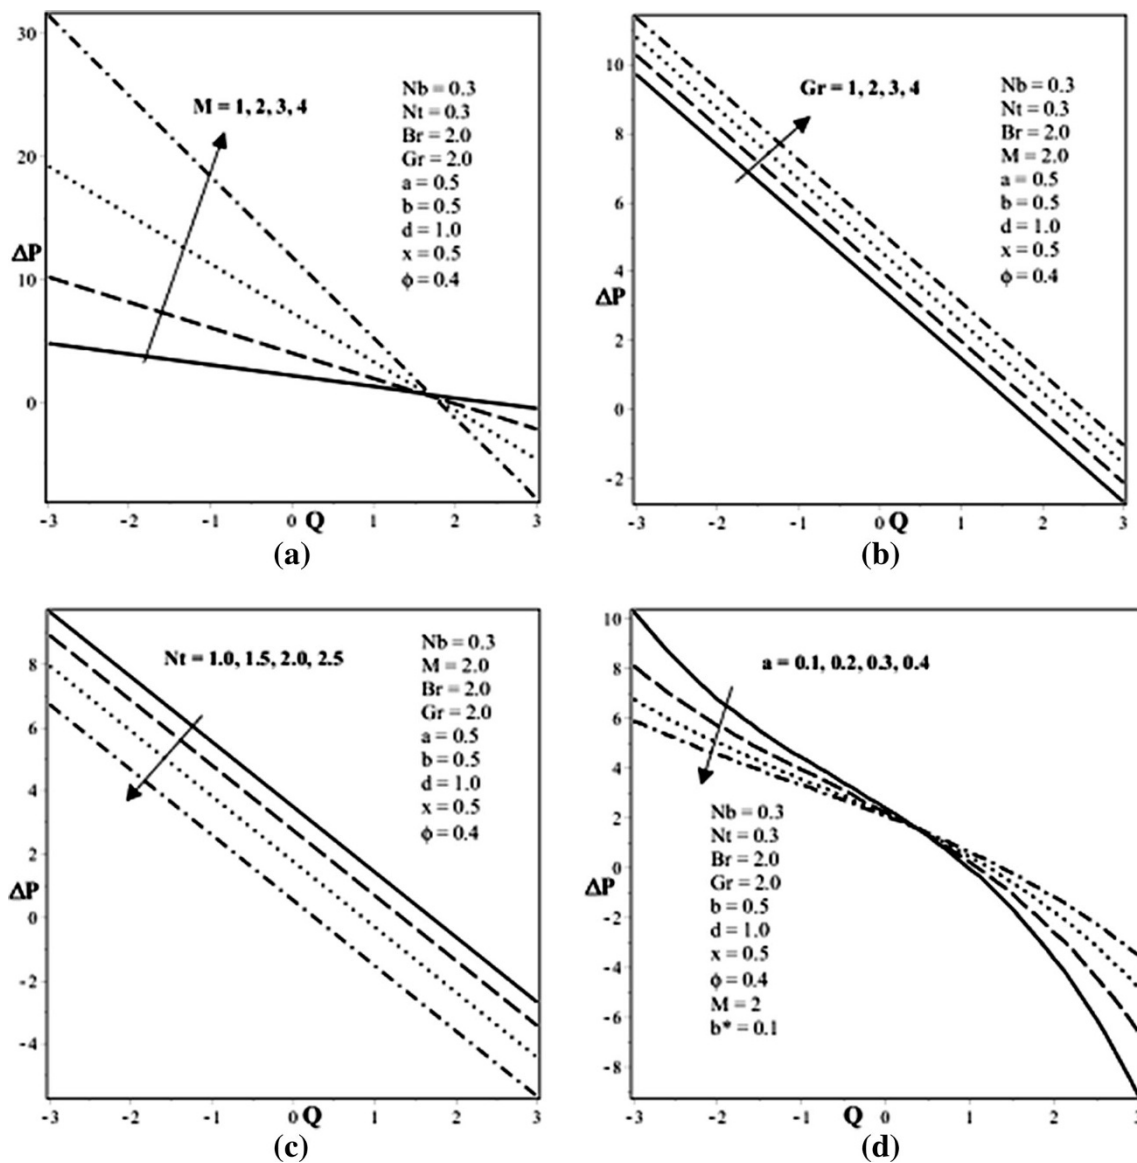 30
20
10
0
ΔP
M = 1, 2, 3, 4
Nb = 0.3
Nt = 0.3
Br = 2.0
Gr = 2.0
a = 0.5
b = 0.5
d = 1.0
x = 0.5
ϕ = 0.4
-3 -2 -1 0 Q 1 2 3
(a)
10
8
6
4
ΔP
2
0
-2
Gr = 1, 2, 3, 4
Nb = 0.3
Nt = 0.3
Br = 2.0
M = 2.0
a = 0.5
b = 0.5
d = 1.0
x = 0.5
ϕ = 0.4
-3 -2 -1 0 Q 1 2 3
(b)
8
6
4
2
ΔP
0
-2
-4
Nt = 1.0, 1.5, 2.0, 2.5
Nb = 0.3
M = 2.0
Br = 2.0
Gr = 2.0
a = 0.5
b = 0.5
d = 1.0
x = 0.5
ϕ = 0.4
-3 -2 -1 0 Q 1 2 3
(c)
10
8
6
4
2
0
ΔP
-2
-4
-6
-8
a = 0.1, 0.2, 0.3, 0.4
Nb = 0.3
Nt = 0.3
Br = 2.0
Gr = 2.0
b = 0.5
d = 1.0
x = 0.5
ϕ = 0.4
M = 2
b* = 0.1
-3 -2 -1 Q 0 1 2 3
(d)